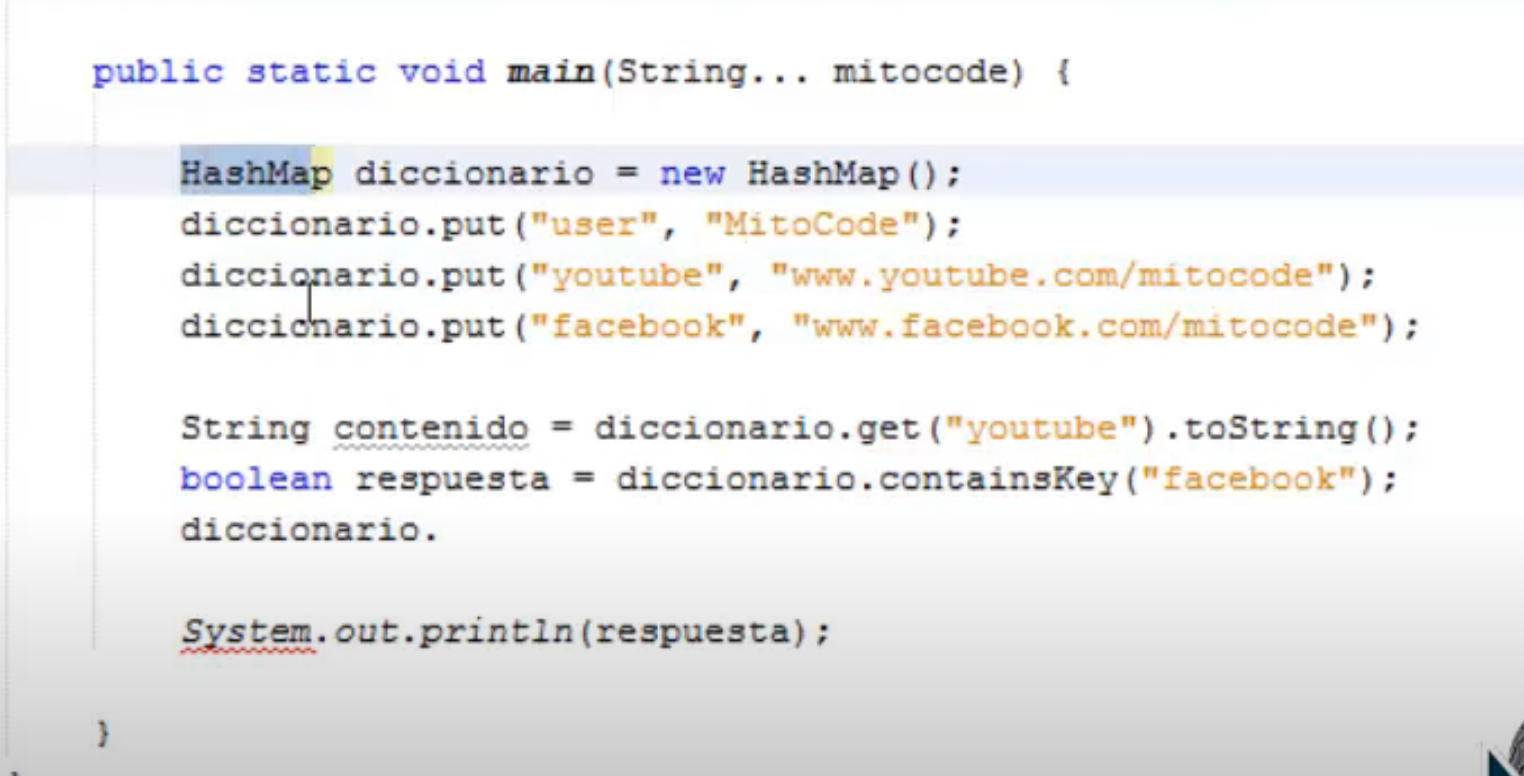 public static void main(String... mitocode) {
HashMap diccionario = new HashMap();
diccionario.put("user", "MitoCode");
diccionario.put("youtube", "www.youtube.com/mitocode");
diccionario.put("facebook", "www.facebook.com/mitocode");
String contenido = diccionario.get("youtube").toString();
boolean respuesta = diccionario.containsKey("facebook");
diccionario.
System.out.println(respuesta);
}